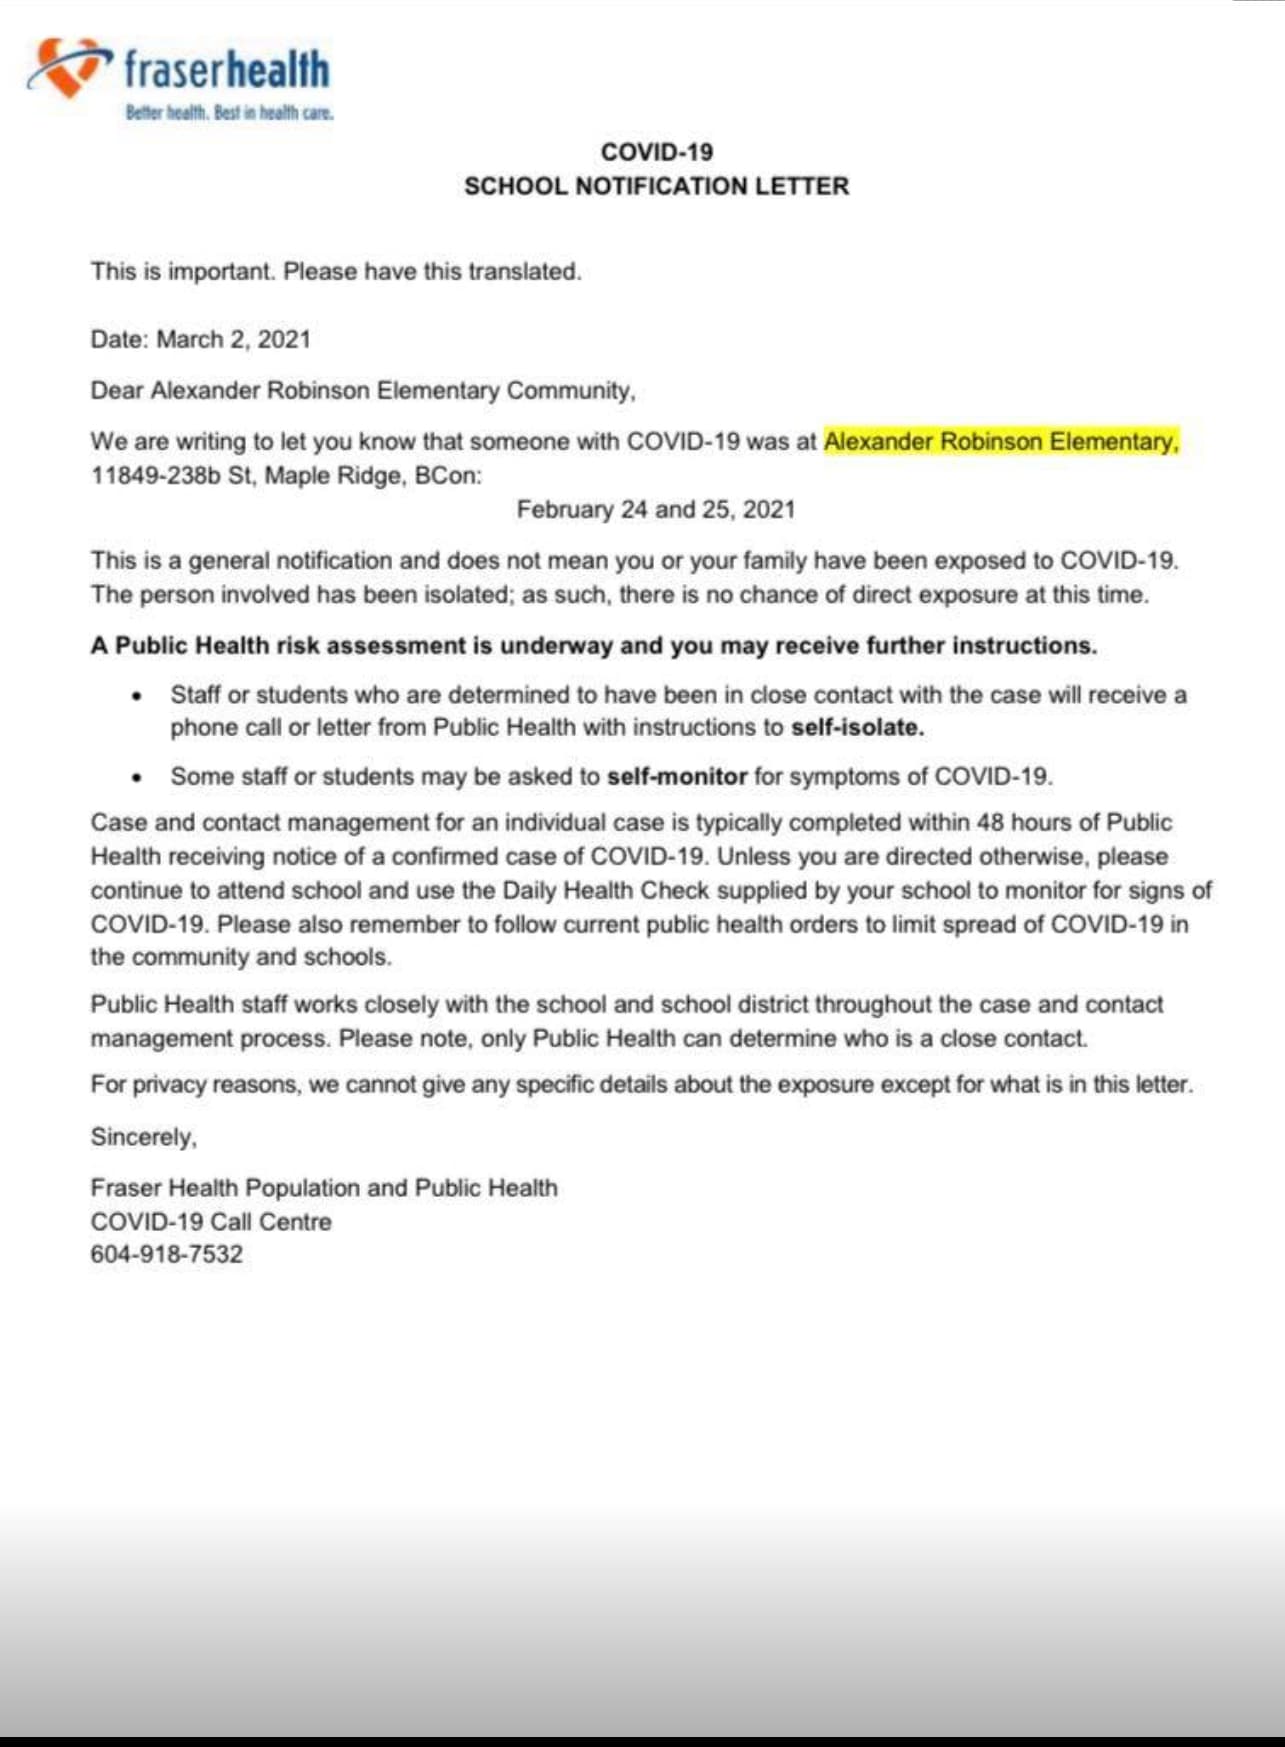 fraserhealth
Better health. Best in health care.
COVID-19
SCHOOL NOTIFICATION LETTER
This is important. Please have this translated.
Date: March 2, 2021
Dear Alexander Robinson Elementary Community,
We are writing to let you know that someone with COVID-19 was at Alexander Robinson Elementary,
11849-238b St, Maple Ridge, BCon:
February 24 and 25, 2021
This is a general notification and does not mean you or your family have been exposed to COVID-19.
The person involved has been isolated; as such, there is no chance of direct exposure at this time.
A Public Health risk assessment is underway and you may receive further instructions.
• Staff or students who are determined to have been in close contact with the case will receive a
phone call or letter from Public Health with instructions to self-isolate.
• Some staff or students may be asked to self-monitor for symptoms of COVID-19.
Case and contact management for an individual case is typically completed within 48 hours of Public
Health receiving notice of a confirmed case of COVID-19. Unless you are directed otherwise, please
continue to attend school and use the Daily Health Check supplied by your school to monitor for signs of
COVID-19. Please also remember to follow current public health orders to limit spread of COVID-19 in
the community and schools.
Public Health staff works closely with the school and school district throughout the case and contact
management process. Please note, only Public Health can determine who is a close contact.
For privacy reasons, we cannot give any specific details about the exposure except for what is in this letter.
Sincerely,
Fraser Health Population and Public Health
COVID-19 Call Centre
604-918-7532